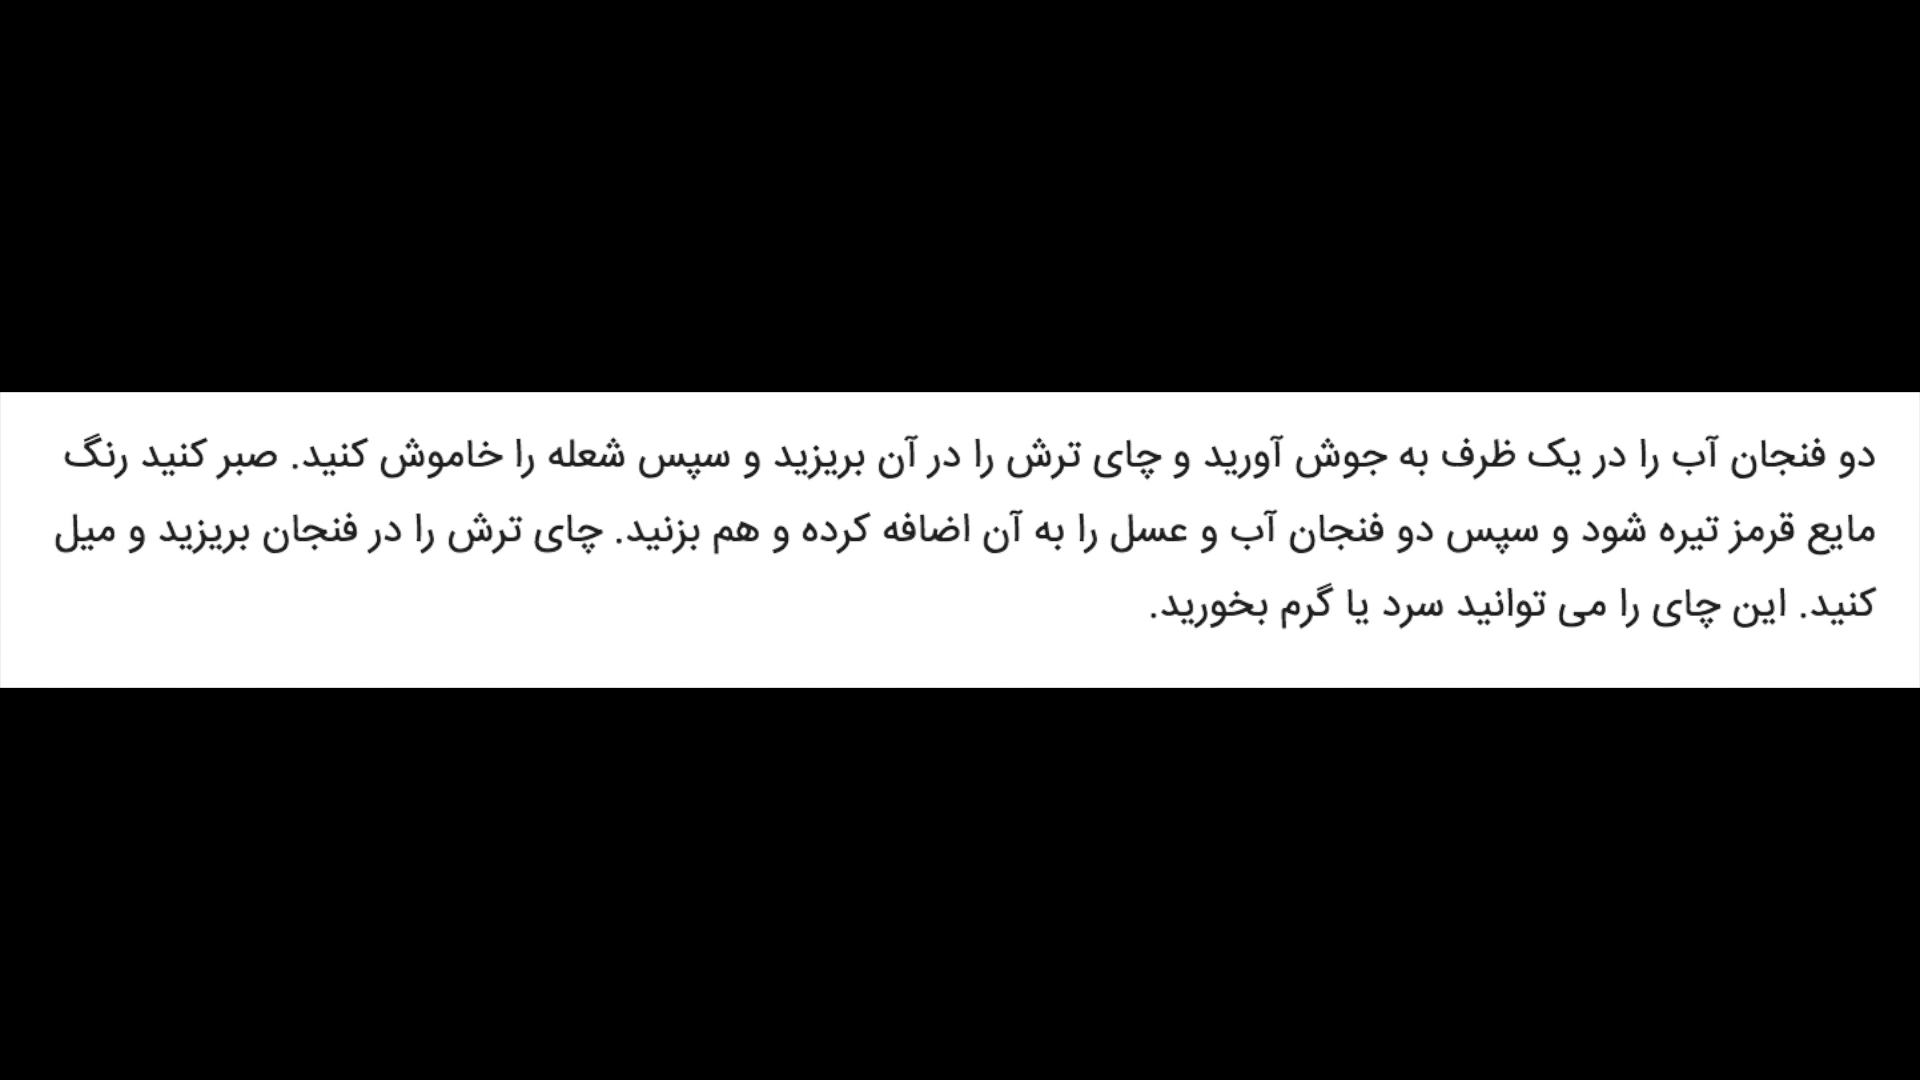 دو فنجان آب را در یک ظرف به جوش آورید و چای ترش را در آن بریزید و سپس شعله را خاموش کنید. صبر کنید رنگ
مایع قرمز تیره شود و سپس دو فنجان آب و عسل را به آن اضافه کرده و هم بزنید. چای ترش را در فنجان بریزید و میل
کنید. این چای را می توانید سرد یا گرم بخورید.